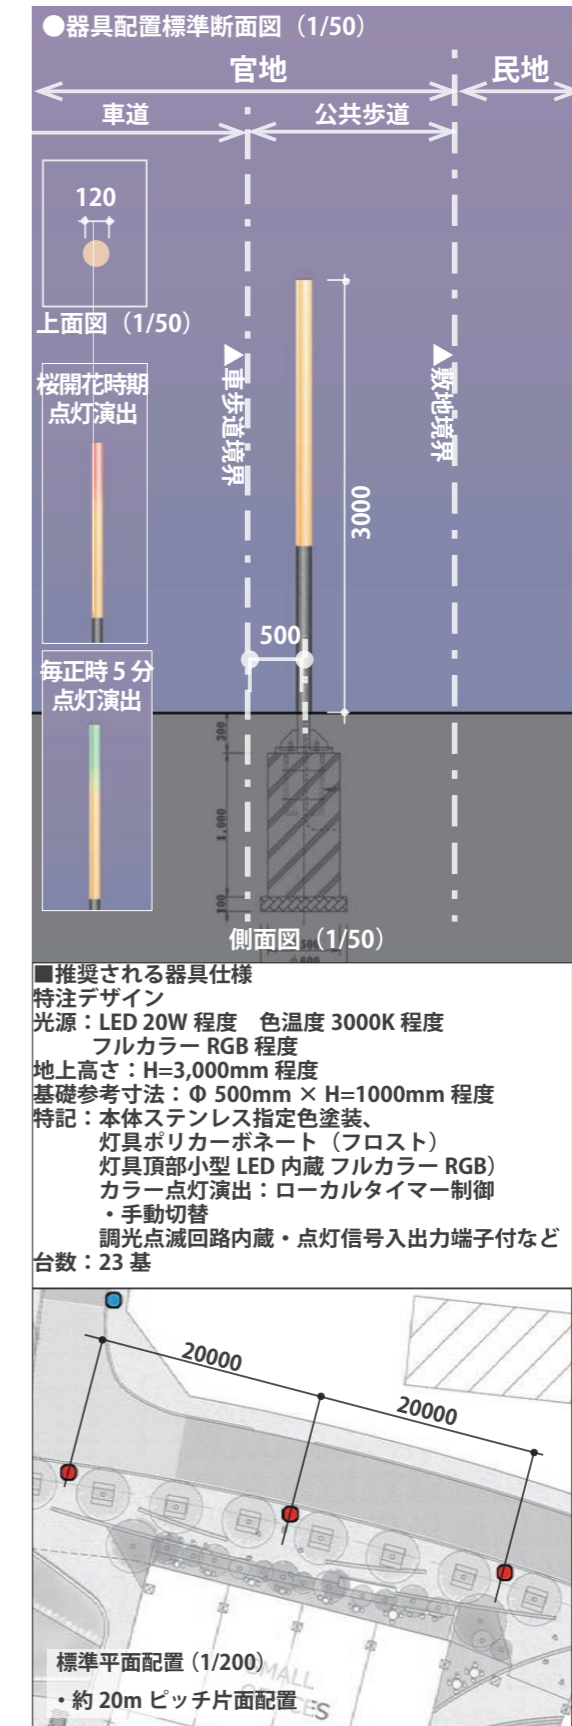 ●器具配置標準断面図（1/50）
官地
民地
車道
公共歩道
120
上面図（1/50）
▶車歩道境界
▶敷地境界
桜開花時期
点灯演出
3000
500
毎正時 5 分
点灯演出
300
1,000
100
側面図（1/50）
■推奨される器具仕様
特注デザイン
光源：LED 20W 程度　色温度 3000K 程度
フルカラー RGB 程度
地上高さ：H=3,000mm 程度
基礎参考寸法：Φ 500mm × H=1000mm 程度
特記：本体ステンレス指定色塗装、
灯具ポリカーボネート（フロスト）
灯具頂部小型 LED 内蔵 フルカラー RGB）
カラー点灯演出：ローカルタイマー制御
・手動切替
調光点滅回路内蔵・点灯信号入出力端子付など
台数：23 基
20000
20000
標準平面配置（1/200）
SMALL
・約 20m ピッチ片面配置